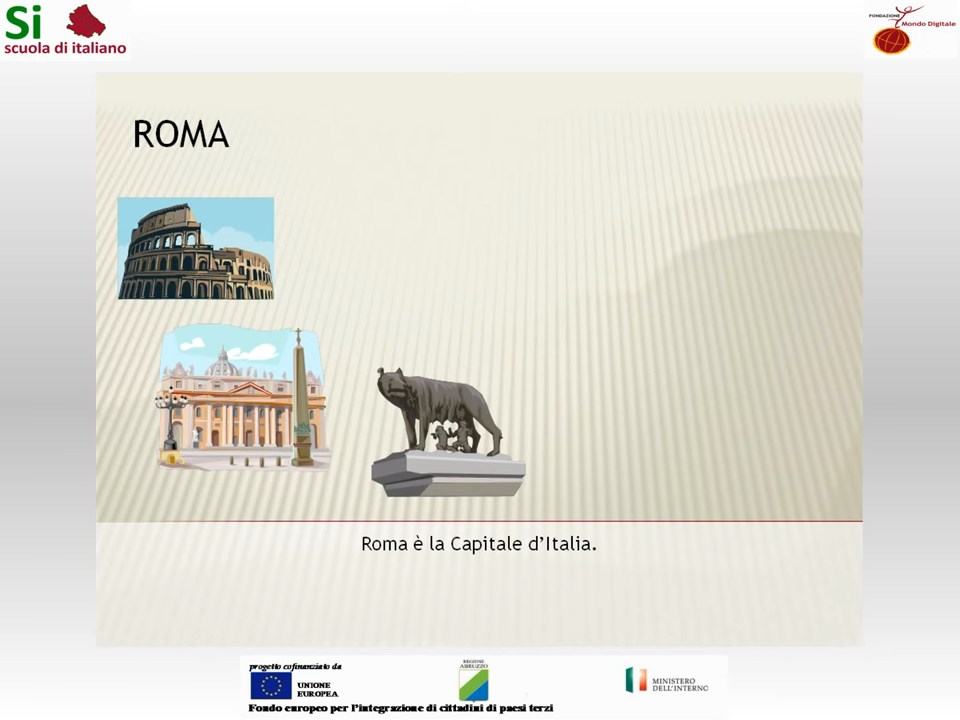 Si
scuola di italiano
FONDAZIONE
Mondo Digitale
ROMA
Roma è la Capitale d'Italia.
progetto cofinanziato da
UNIONE
EUROPEA
REGIONE
ABRUZZO
MINISTERO
DELL'INTERNO
Fondo europeo per l'integrazione di cittadini di paesi terzi